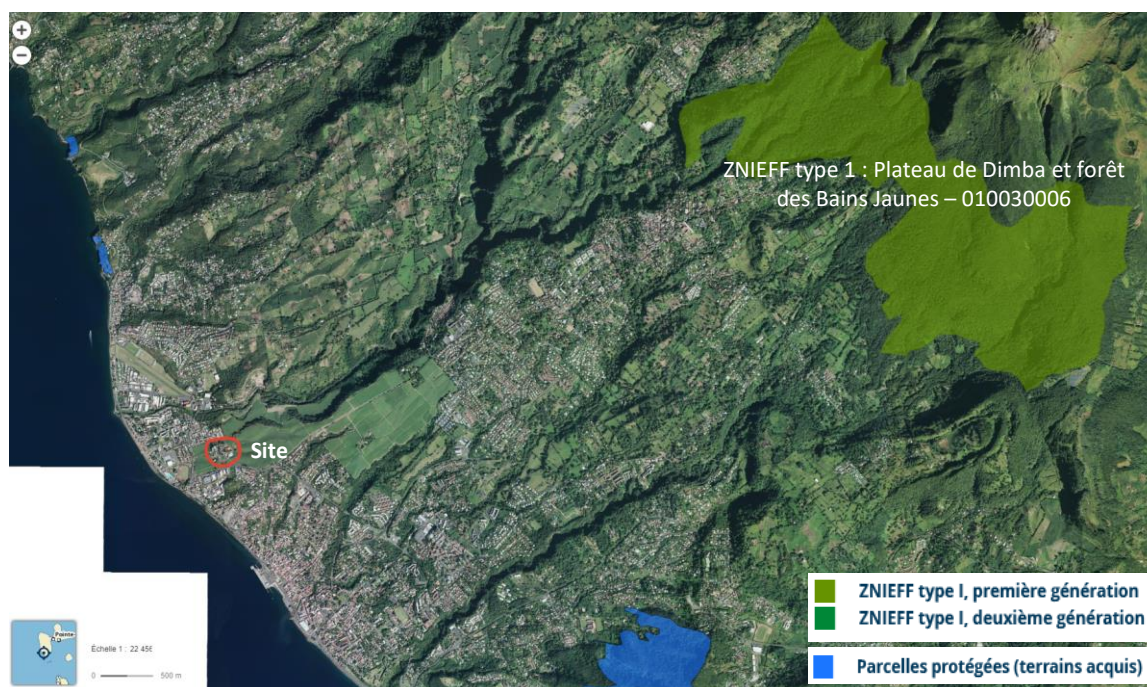 +
−
ZNIEFF type 1 : Plateau de Dimba et forêt
des Bains Jaunes – 010030006
Site
Pointe
Échelle 1 : 22 456
0 500 m
ZNIEFF type I, première génération
ZNIEFF type I, deuxième génération
Parcelles protégées (terrains acquis)